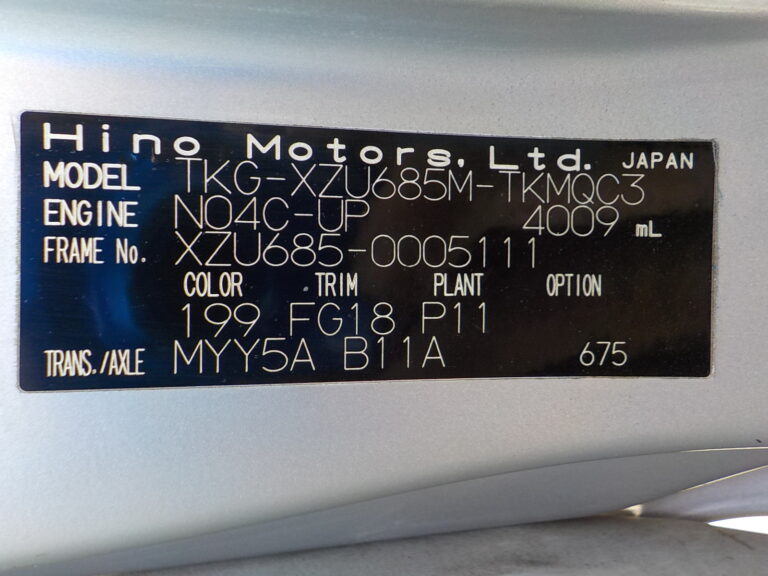 Hino Motors, Ltd. JAPAN
MODEL TKG-XZU685M-TKMQC3
ENGINE N04C-UP 4009 mL
FRAME No. XZU685-0005111
COLOR TRIM PLANT OPTION
199 FG18 P11
TRANS./AXLE MYY5A B11A 675